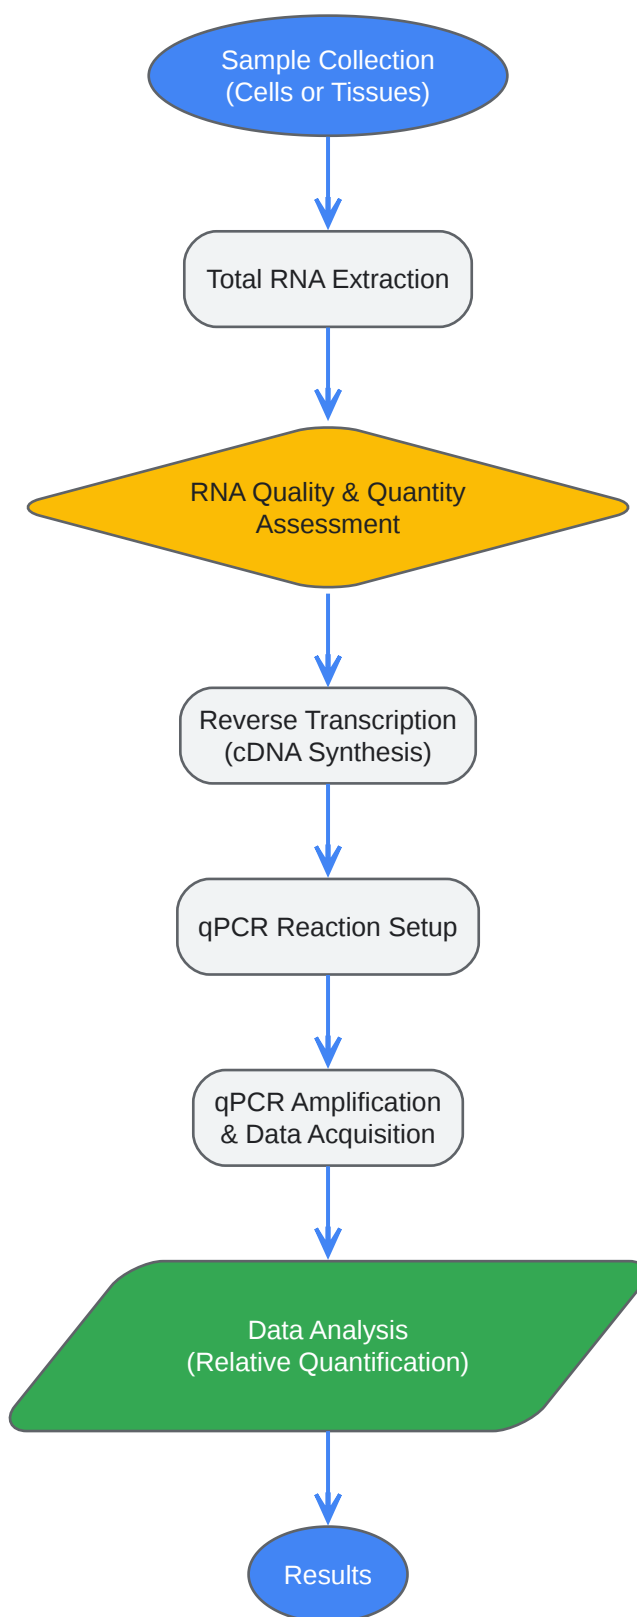 Sample Collection
(Cells or Tissues)
Total RNA Extraction
RNA Quality & Quantity
Assessment
Reverse Transcription
(cDNA Synthesis)
qPCR Reaction Setup
qPCR Amplification
& Data Acquisition
Data Analysis
(Relative Quantification)
Results